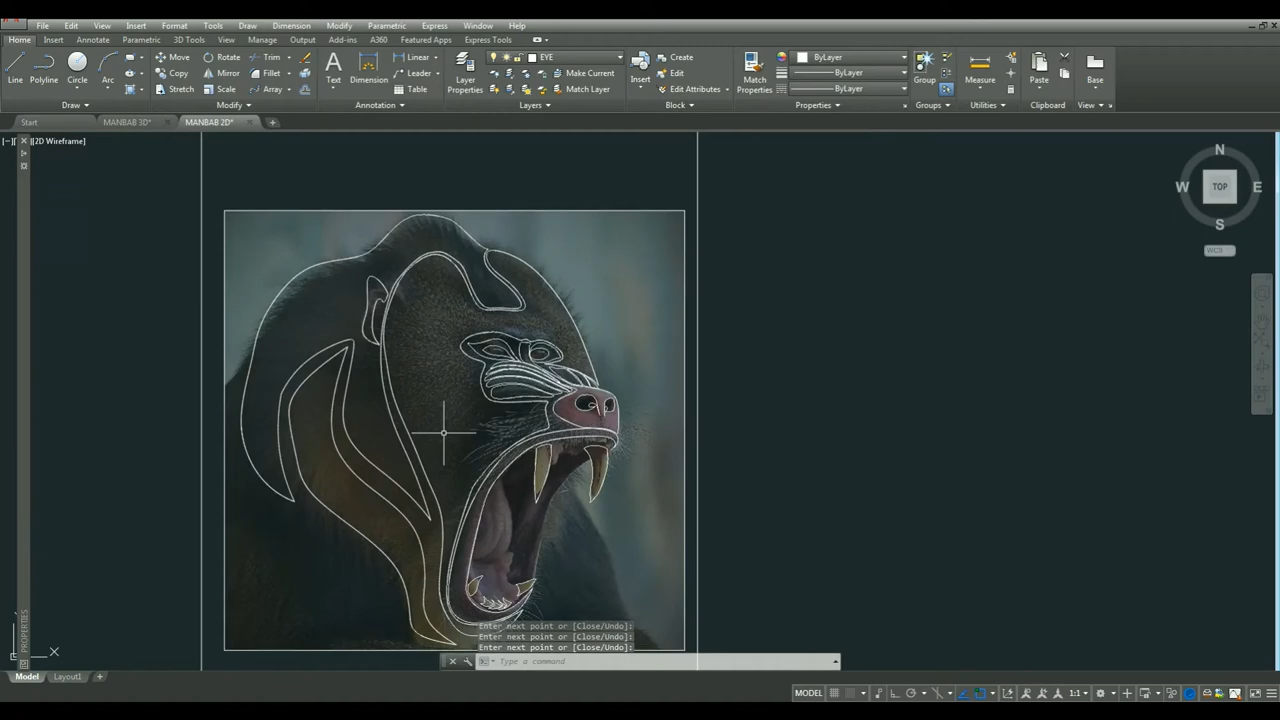 File Edit View Insert Format Tools Draw Dimension Modify Parametric Express Window Help
Home Insert Annotate Parametric 3D Tools View Manage Output Add-ins A360 Featured Apps Express Tools
Line Polyline Circle Arc
Move Rotate Trim
Copy Mirror Fillet
Stretch Scale Array
Text Dimension
Linear
Leader
Table
Layer Properties
EYE
Make Current
Match Layer
Insert
Create
Edit
Edit Attributes
Match Properties
ByLayer
ByLayer
ByLayer
Group Measure Paste Base
Draw Modify Annotation Layers Block Properties Groups Utilities Clipboard View
Start MANBAB 3D* MANBAB 2D*
[−][ ][2D Wireframe]
N
W TOP E
S
WCS
PROPERTIES
Enter next point or [Close/Undo]:
Enter next point or [Close/Undo]:
Enter next point or [Close/Undo]:
Type a command
X
Model Layout1
MODEL 1:1